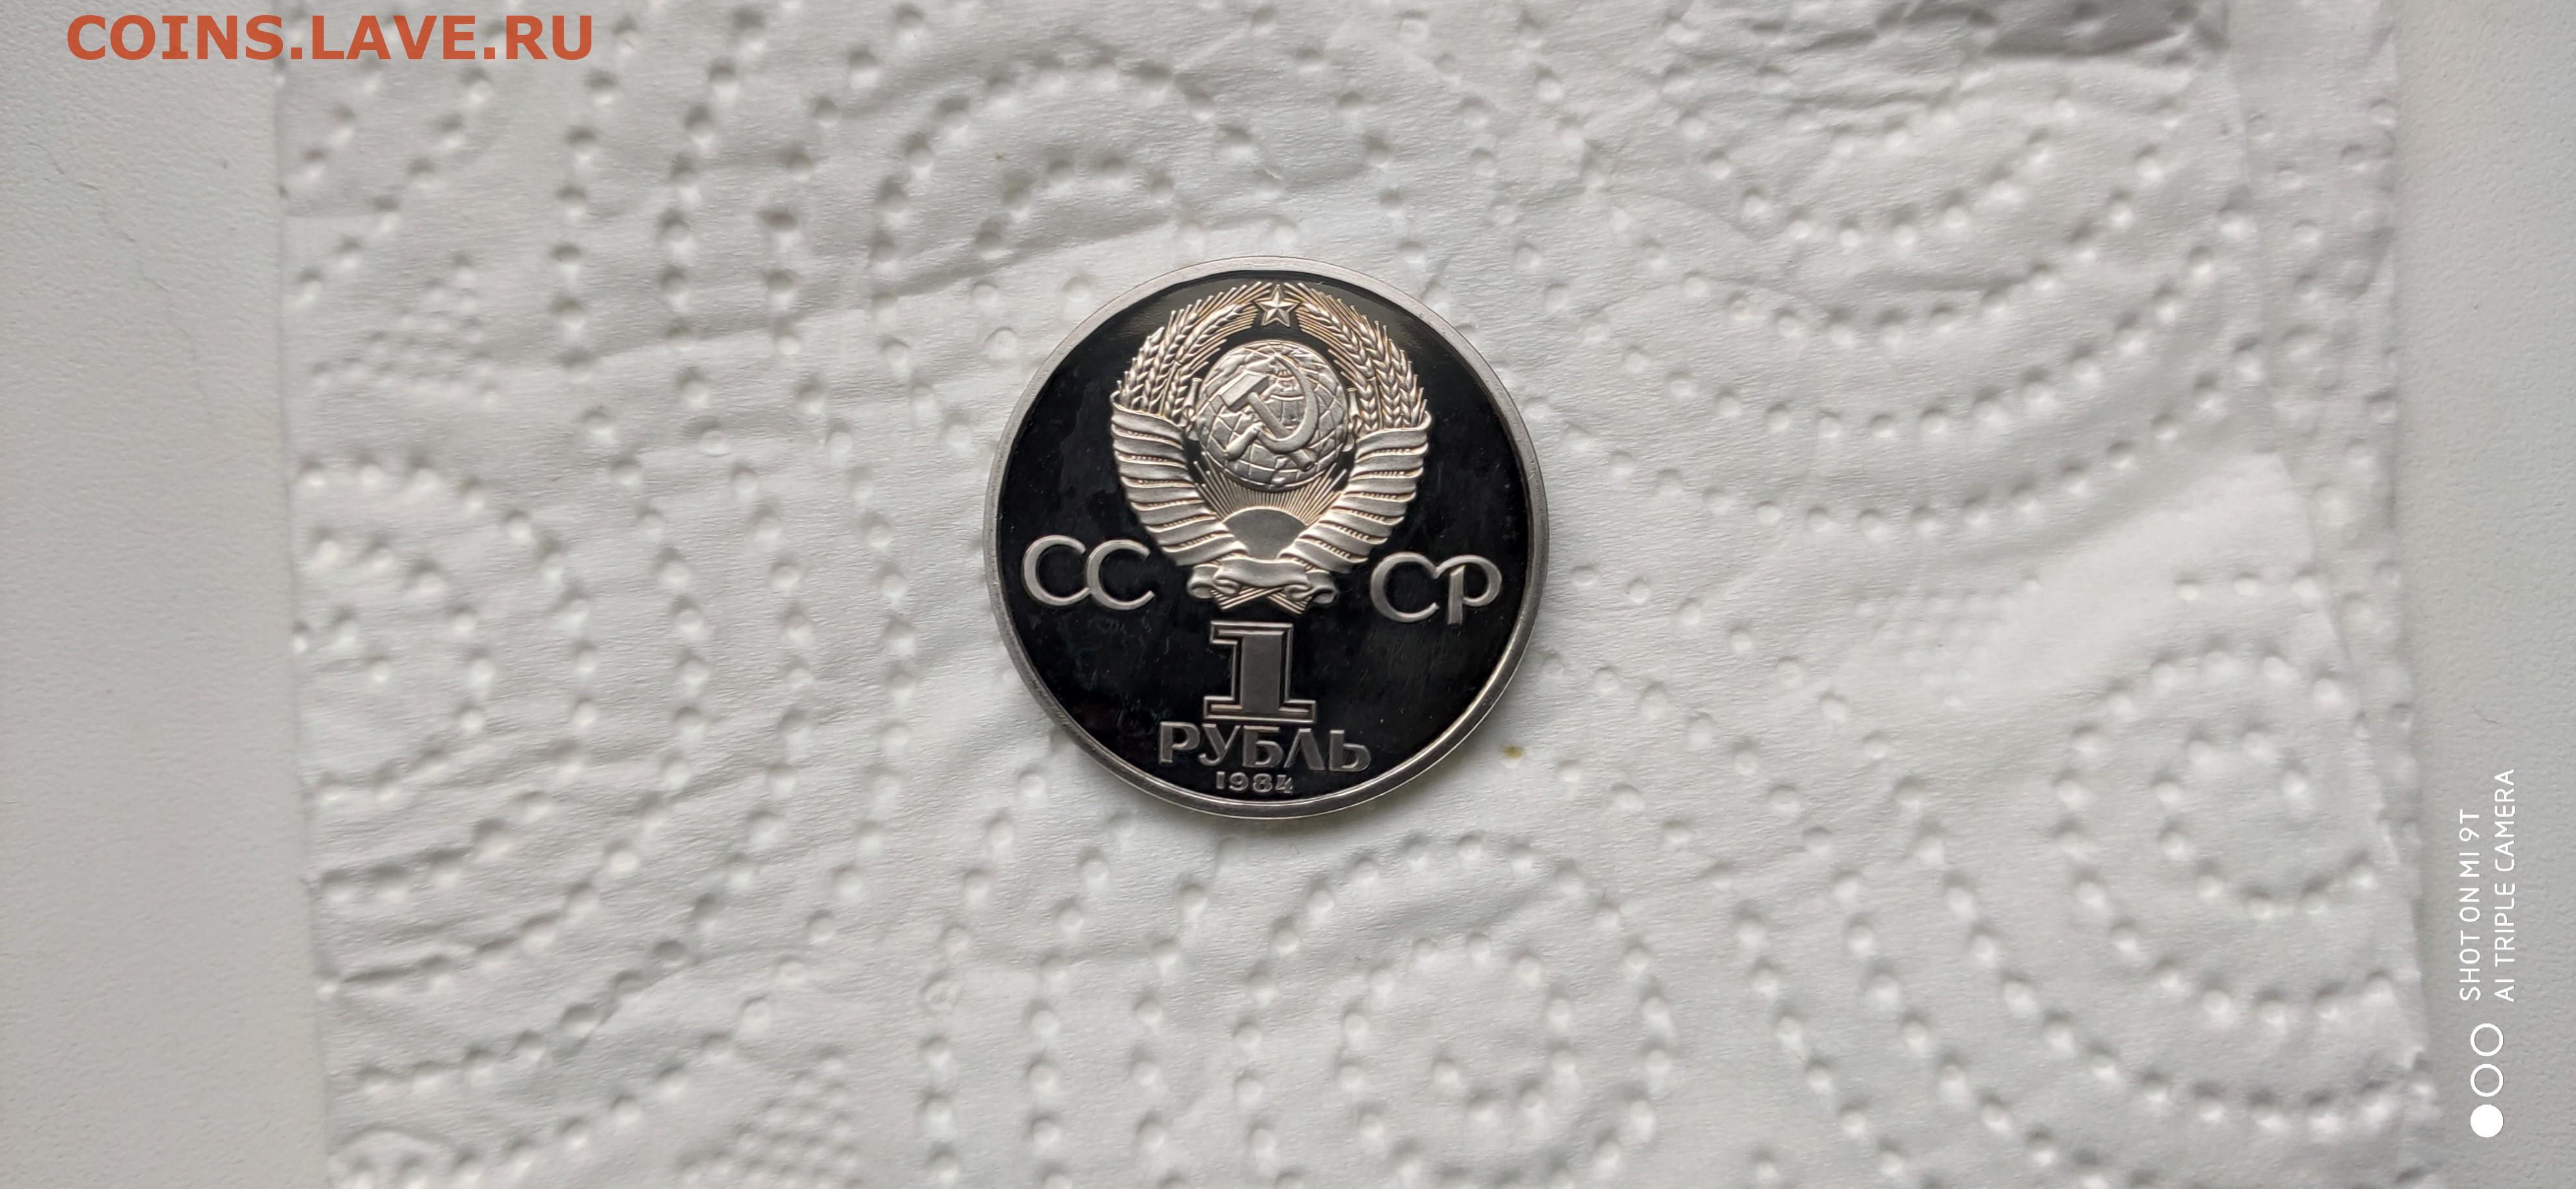 COINS.LAVE.RU
СС СР
1
РУБЛЬ
1984
SHOT ON MI 9T
AI TRIPLE CAMERA